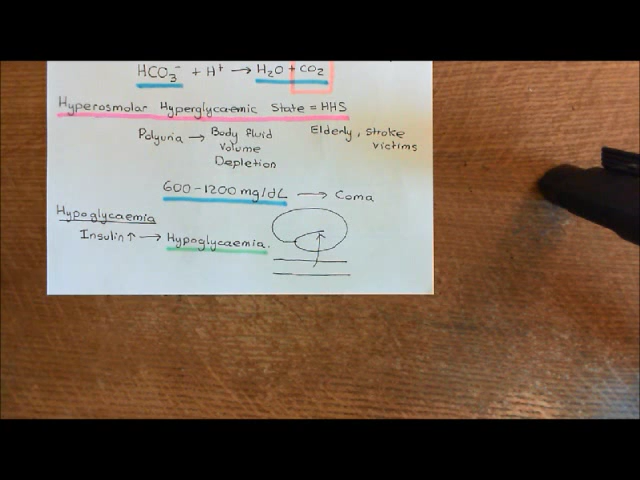 HCO₃⁻ + H⁺ → H₂O + CO₂
Hyperosmolar Hyperglycaemic State = HHS
Polyuria → Body fluid
Volume
Depletion
Elderly, stroke
victims
600-1200 mg/dL → Coma
Hypoglycaemia
Insulin↑ → Hypoglycaemia.